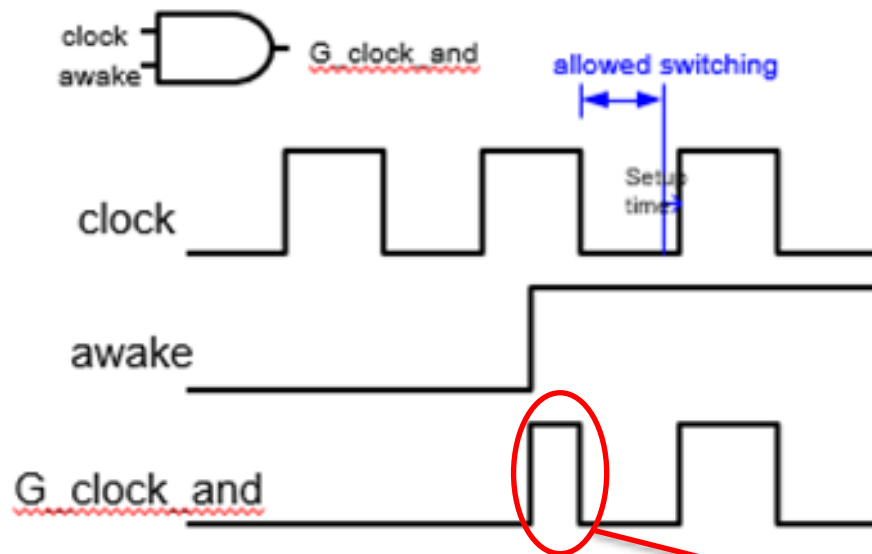 clock
awake
G_clock_and
allowed switching
Setup
time
clock
awake
G_clock_and